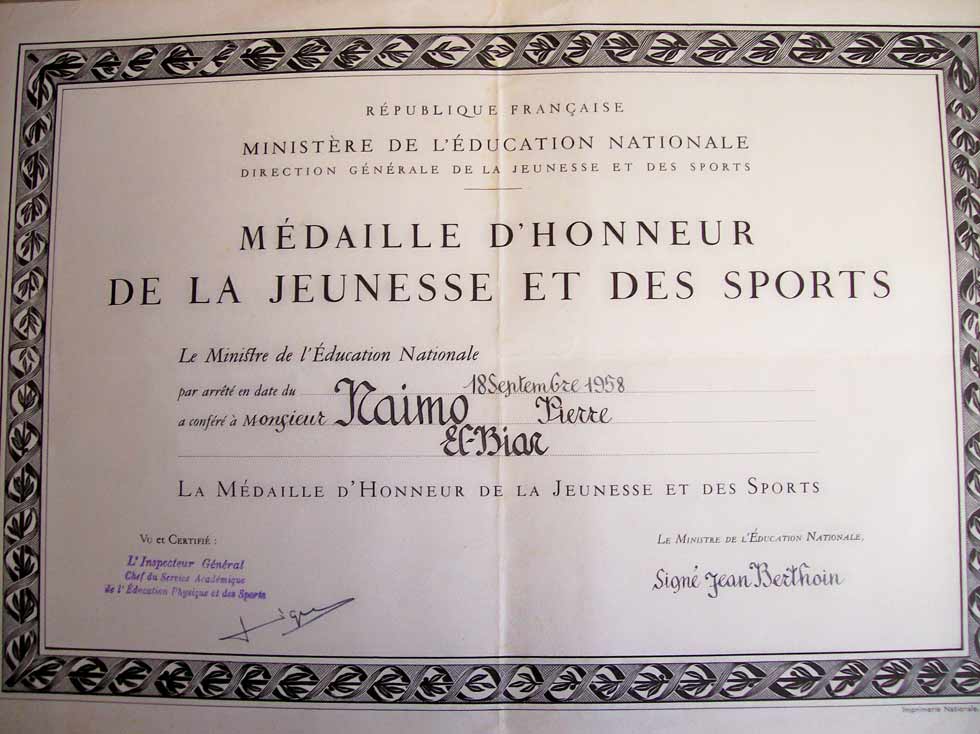 RÉPUBLIQUE FRANÇAISE
MINISTÈRE DE L'ÉDUCATION NATIONALE
DIRECTION GÉNÉRALE DE LA JEUNESSE ET DES SPORTS
MÉDAILLE D'HONNEUR
DE LA JEUNESSE ET DES SPORTS
Le Ministre de l'Éducation Nationale
par arrêté en date du 18 Septembre 1958
a conféré à Monsieur Naimo Pierre
El-Biar
LA MÉDAILLE D'HONNEUR DE LA JEUNESSE ET DES SPORTS
VU ET CERTIFIÉ :
L'Inspecteur Général
Chef du Service Académique
de l'Éducation Physique et des Sports
LE MINISTRE DE L'ÉDUCATION NATIONALE,
Signé Jean Berthoin
Imprimerie Nationale.